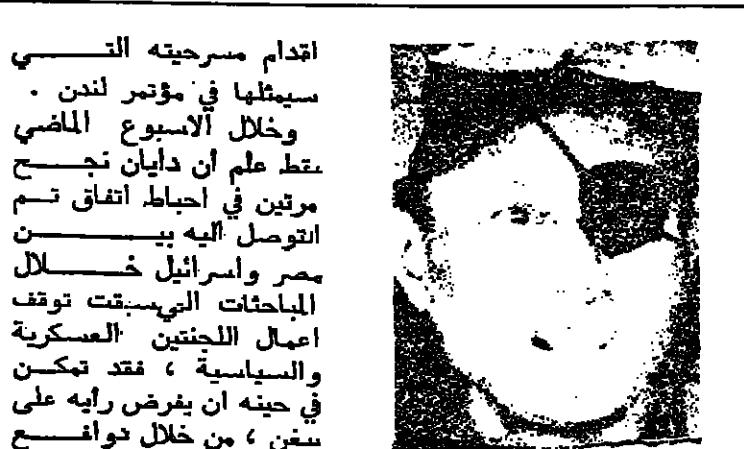 اقدام مسرحيته التي
سيمثلها في مؤتمر لندن .
وخلال الاسبوع الماضي
فقط علم أن دايان نجح
مرتين في احباط اتفاق تم
التوصل اليه بين
مصر واسرائيل خلال
المباحثات التي سبقت توقف
اعمال اللجنتين العسكرية
والسياسية ، فقد تمكن
في حينه ان يفرض رأيه على
بيغن ، من خلال دوافع